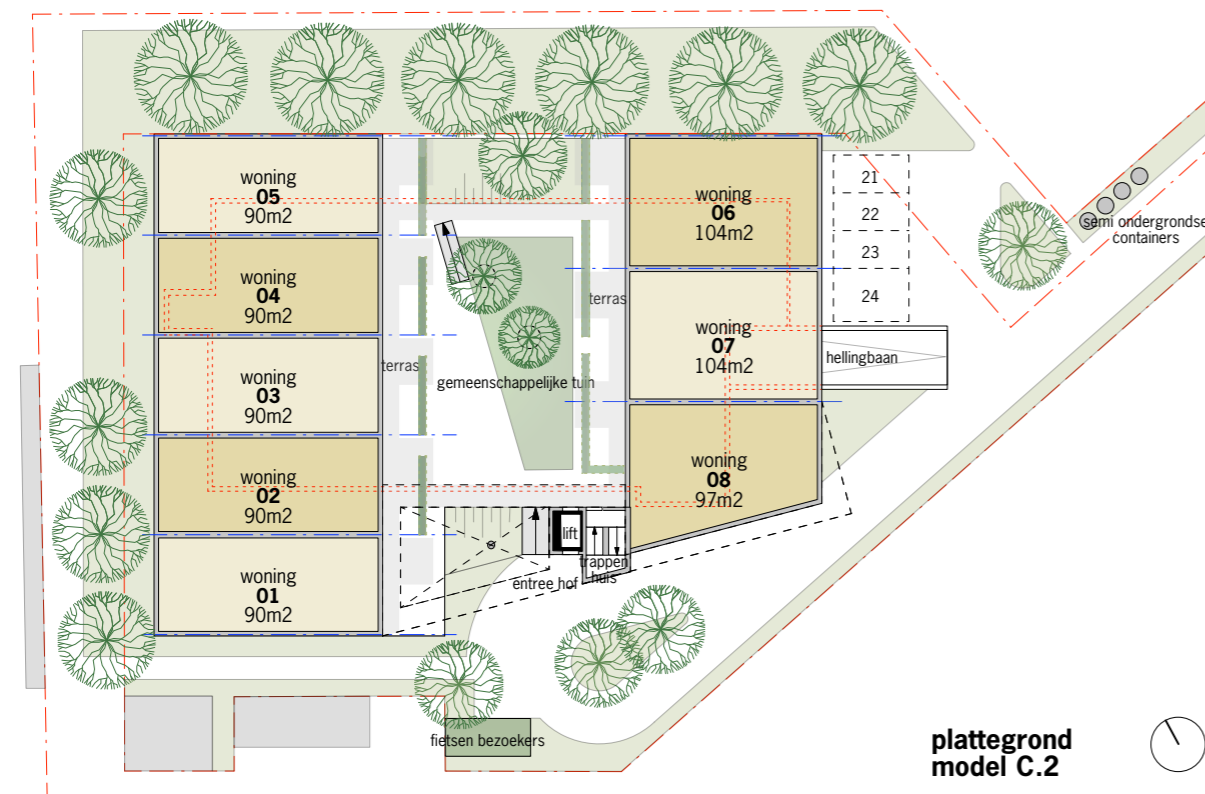 woning
05
90m2
woning
04
90m2
woning
03
90m2
woning
02
90m2
woning
01
90m2
terras
gemeenschappelijke tuin
terras
woning
06
104m2
woning
07
104m2
woning
08
97m2
21
22
23
24
hellingbaan
semi ondergrondse
containers
lift
trappen
huis
entree hof
fietsen bezoekers
plattegrond
model C.2